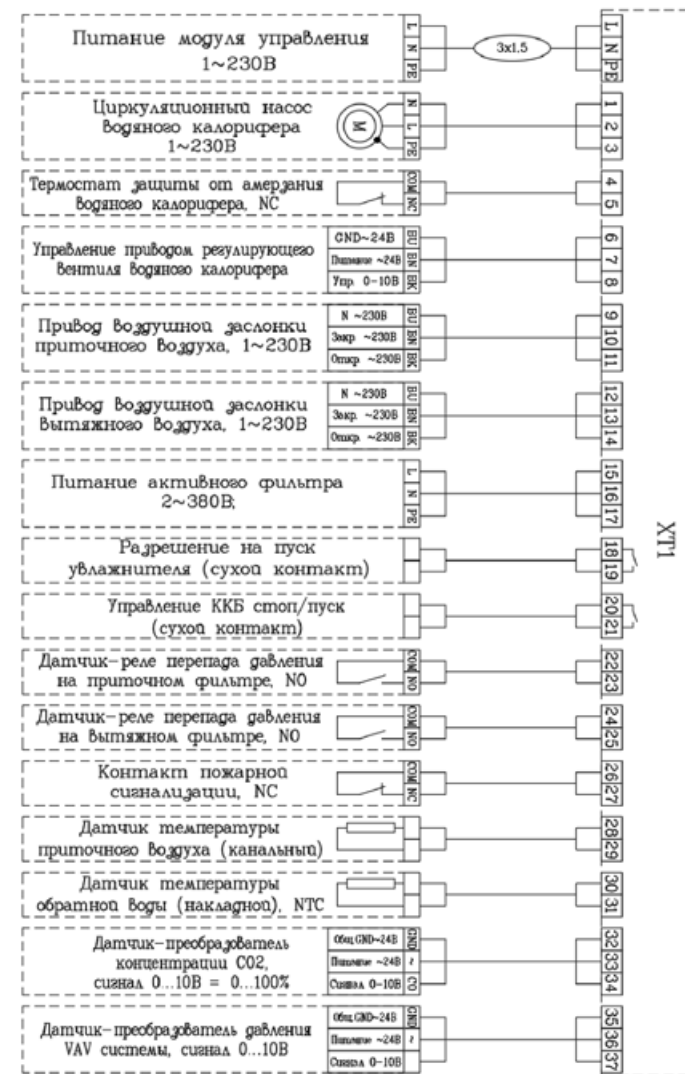 Питание модуля управления
1~230В
L
N
PE
3x1.5
L
N
PE
Циркуляционный насос
водяного калорифера
1~230В
M
N
L
PE
1
2
3
Термостат защиты от амерзания
водяного калорифера, NC
COM
NC
4
5
Управление приводом регулирующего
вентиля водяного калорифера
GND~24В
Питание ~24В
Упр. 0-10В
BU
BN
BK
6
7
8
Привод воздушной заслонки
приточного воздуха, 1~230В
N ~230В
Закр. ~230В
Откр. ~230В
BU
BN
BK
9
10
11
Привод воздушной заслонки
вытяжного воздуха, 1~230В
N ~230В
Закр. ~230В
Откр. ~230В
BU
BN
BK
12
13
14
Питание активного фильтра
2~380В;
L
N
PE
15
16
17
XT1
Разрешение на пуск
увлажнителя (сухой контакт)
18
19
Управление ККБ стоп/пуск
(сухой контакт)
20
21
Датчик-реле перепада давления
на приточном фильтре, NO
COM
NO
22
23
Датчик-реле перепада давления
на вытяжном фильтре, NO
COM
NO
24
25
Контакт пожарной
сигнализации, NC
COM
NC
26
27
Датчик температуры
приточного воздуха (канальный)
28
29
Датчик температуры
обратной воды (накладной), NTC
30
31
Датчик-преобразователь
концентрации CO2,
сигнал 0...10В = 0...100%
Общ GND~24В
Питание ~24В
Сигнал 0-10В
GND
~
CO
32
33
34
Датчик-преобразователь давления
VAV системы, сигнал 0...10В
Общ GND~24В
Питание ~24В
Сигнал 0-10В
GND
~
35
36
37